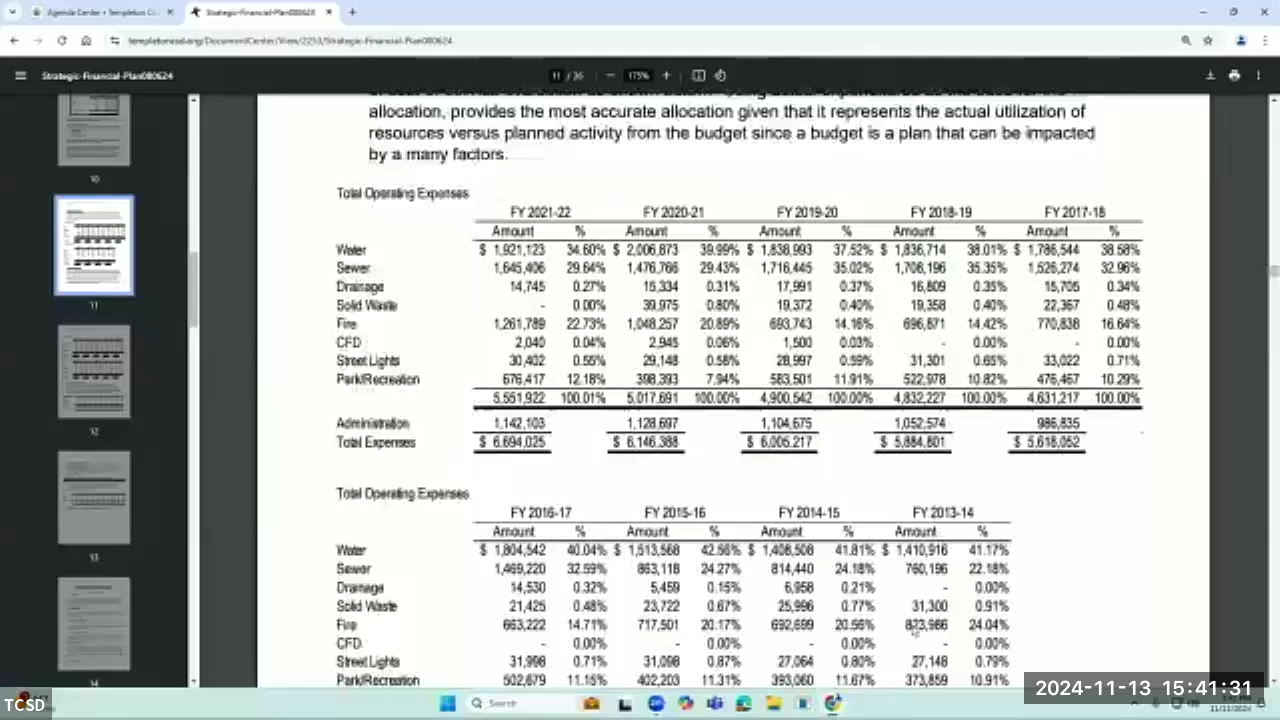 Agenda Center • Templeton C
Strategic-Financial-Plan080624
templetoncsd.org/DocumentCenter/View/2253/Strategic-Financial-Plan080624
Strategic-Financial-Plan080624 11 / 36 175%
allocation, provides the most accurate allocation given that it represents the actual utilization of
resources versus planned activity from the budget since a budget is a plan that can be impacted
by a many factors.
Total Operating Expenses
FY 2021-22 FY 2020-21 FY 2019-20 FY 2018-19 FY 2017-18
Amount % Amount % Amount % Amount % Amount %
Water $ 1,921,123 34.60% $ 2,006,873 39.99% $ 1,838,993 37.52% $ 1,836,714 38.01% $ 1,786,544 38.58%
Sewer 1,645,406 29.64% 1,476,766 29.43% 1,716,445 35.02% 1,708,196 35.35% 1,526,274 32.96%
Drainage 14,745 0.27% 15,334 0.31% 17,991 0.37% 16,809 0.35% 15,705 0.34%
Solid Waste - 0.00% 39,975 0.80% 19,372 0.40% 19,358 0.40% 22,367 0.48%
Fire 1,261,789 22.73% 1,048,257 20.89% 693,743 14.16% 696,871 14.42% 770,838 16.64%
CFD 2,040 0.04% 2,945 0.06% 1,500 0.03% - 0.00% - 0.00%
Street Lights 30,402 0.55% 29,148 0.58% 28,997 0.59% 31,301 0.65% 33,022 0.71%
Park/Recreation 676,417 12.18% 398,393 7.94% 583,501 11.91% 522,978 10.82% 476,467 10.29%
5,551,922 100.01% 5,017,691 100.00% 4,900,542 100.00% 4,832,227 100.00% 4,631,217 100.00%
Administration 1,142,103 1,128,697 1,104,675 1,052,574 986,835
Total Expenses $ 6,694,025 $ 6,146,388 $ 6,006,217 $ 5,884,801 $ 5,618,052
Total Operating Expenses
FY 2016-17 FY 2015-16 FY 2014-15 FY 2013-14
Amount % Amount % Amount % Amount %
Water $ 1,804,542 40.04% $ 1,513,568 42.56% $ 1,408,508 41.81% $ 1,410,916 41.17%
Sewer 1,469,220 32.59% 863,118 24.27% 814,440 24.18% 760,196 22.18%
Drainage 14,530 0.32% 5,459 0.15% 6,958 0.21% - 0.00%
Solid Waste 21,425 0.48% 23,722 0.67% 25,996 0.77% 31,300 0.91%
Fire 663,222 14.71% 717,501 20.17% 692,699 20.56% 823,986 24.04%
CFD - 0.00% - 0.00% - 0.00% - 0.00%
Street Lights 31,998 0.71% 31,098 0.87% 27,064 0.80% 27,148 0.79%
Park/Recreation 502,679 11.15% 402,203 11.31% 393,060 11.67% 373,859 10.91%
10
11
12
13
14
TCSD
Search
2024-11-13 15:41:31